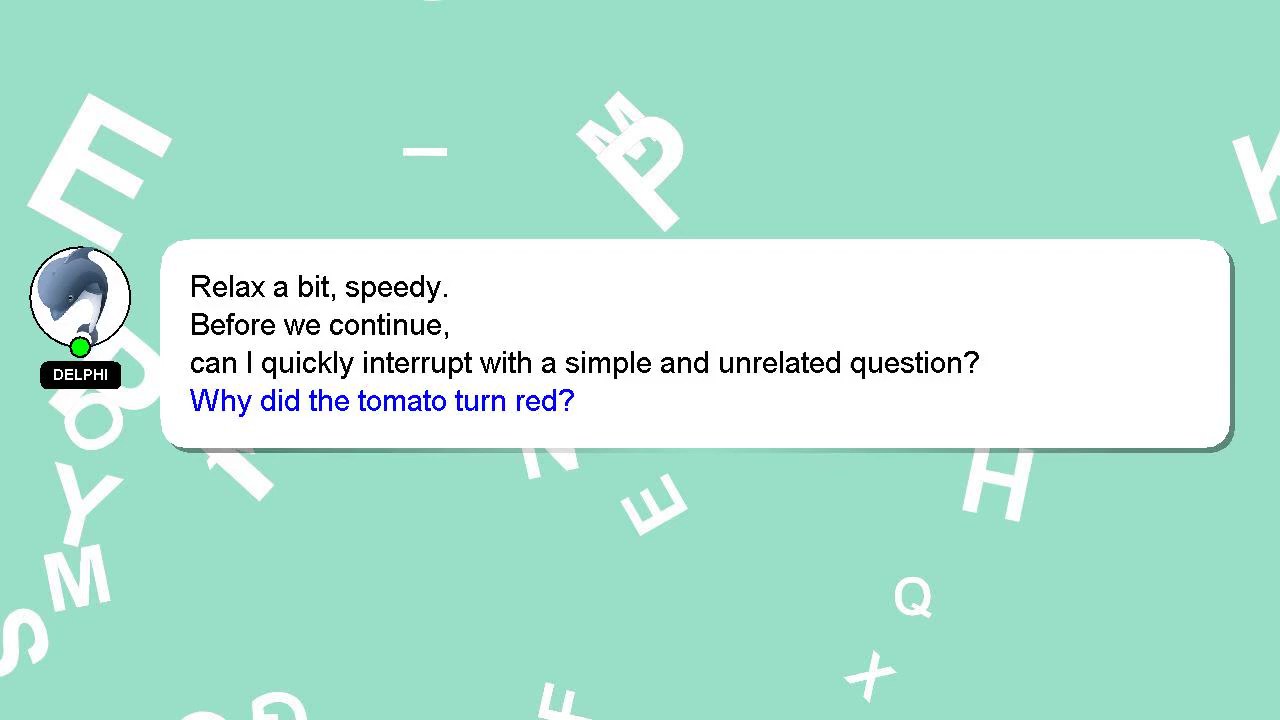 Relax a bit, speedy.
Before we continue,
can I quickly interrupt with a simple and unrelated question?
Why did the tomato turn red?
DELPHI
E
M
P
K
Y
N
H
E
M
Q
S
X
G
F